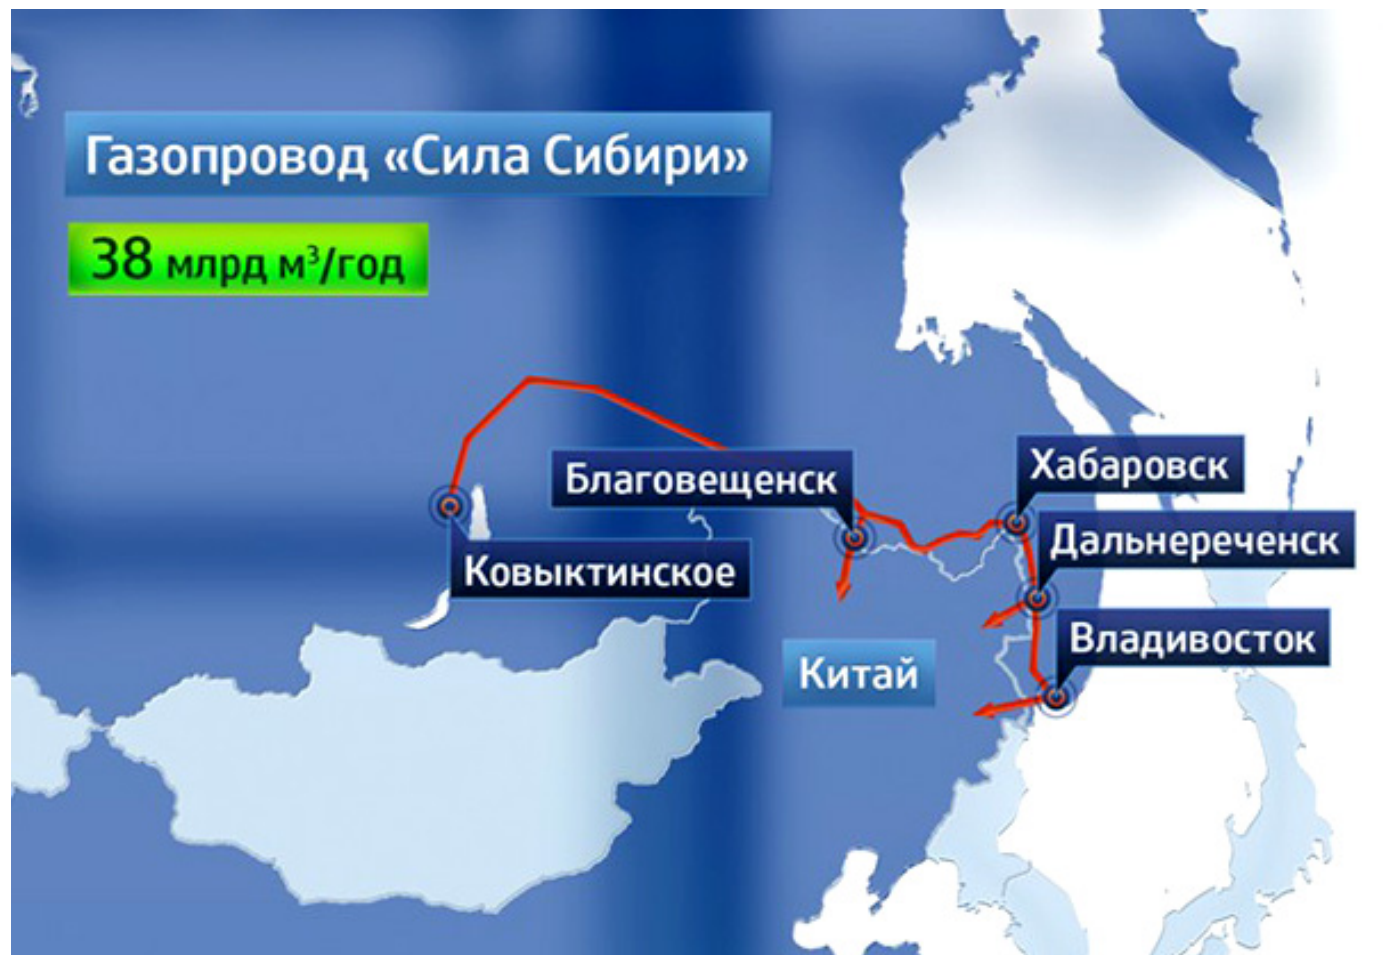 Газопровод «Сила Сибири»
38 млрд м³/год
Благовещенск
Хабаровск
Дальнереченск
Ковыктинское
Владивосток
Китай